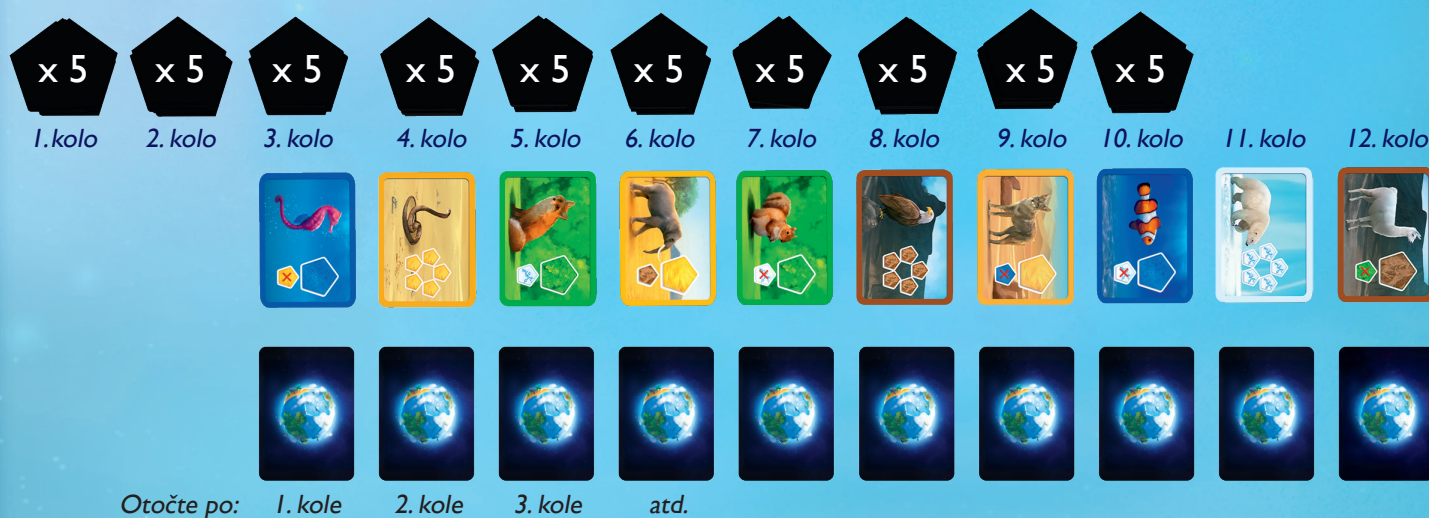 x 5 x 5 x 5 x 5 x 5 x 5 x 5 x 5 x 5 x 5
1. kolo 2. kolo 3. kolo 4. kolo 5. kolo 6. kolo 7. kolo 8. kolo 9. kolo 10. kolo 11. kolo 12. kolo
Otočte po: 1. kole 2. kole 3. kole atd.